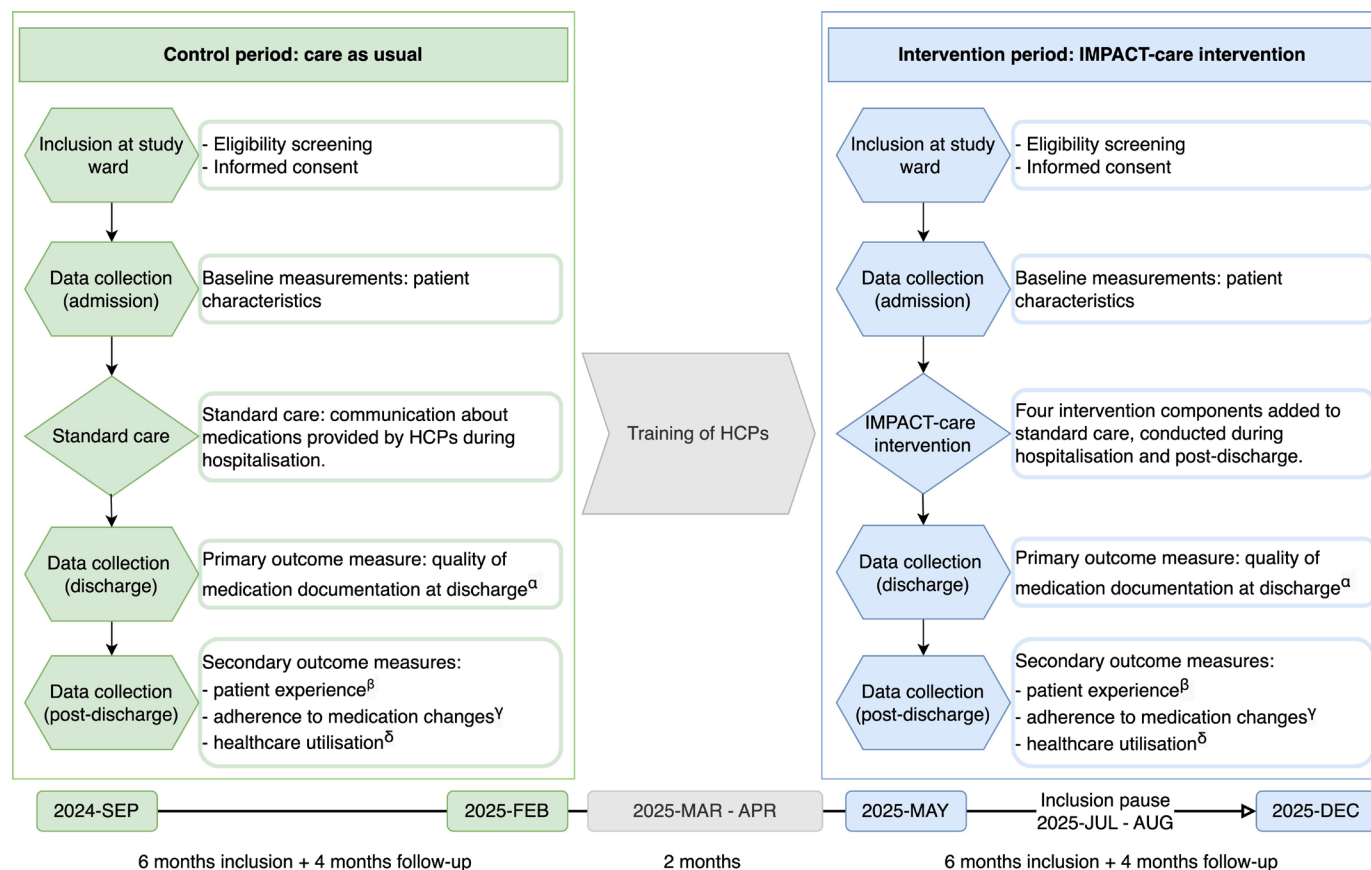 Control period: care as usual
Inclusion at study
ward
- Eligibility screening
- Informed consent
Data collection
(admission)
Baseline measurements: patient
characteristics
Standard care
Standard care: communication about
medications provided by HCPs during
hospitalisation.
Data collection
(discharge)
Primary outcome measure: quality of
medication documentation at dischargeᵅ
Data collection
(post-discharge)
Secondary outcome measures:
- patient experienceᵝ
- adherence to medication changesᵞ
- healthcare utilisationᵟ
Training of HCPs
Intervention period: IMPACT-care intervention
Inclusion at study
ward
- Eligibility screening
- Informed consent
Data collection
(admission)
Baseline measurements: patient
characteristics
IMPACT-care
intervention
Four intervention components added to
standard care, conducted during
hospitalisation and post-discharge.
Data collection
(discharge)
Primary outcome measure: quality of
medication documentation at dischargeᵅ
Data collection
(post-discharge)
Secondary outcome measures:
- patient experienceᵝ
- adherence to medication changesᵞ
- healthcare utilisationᵟ
2024-SEP
2025-FEB
2025-MAR - APR
2025-MAY
Inclusion pause
2025-JUL - AUG
2025-DEC
6 months inclusion + 4 months follow-up
2 months
6 months inclusion + 4 months follow-up